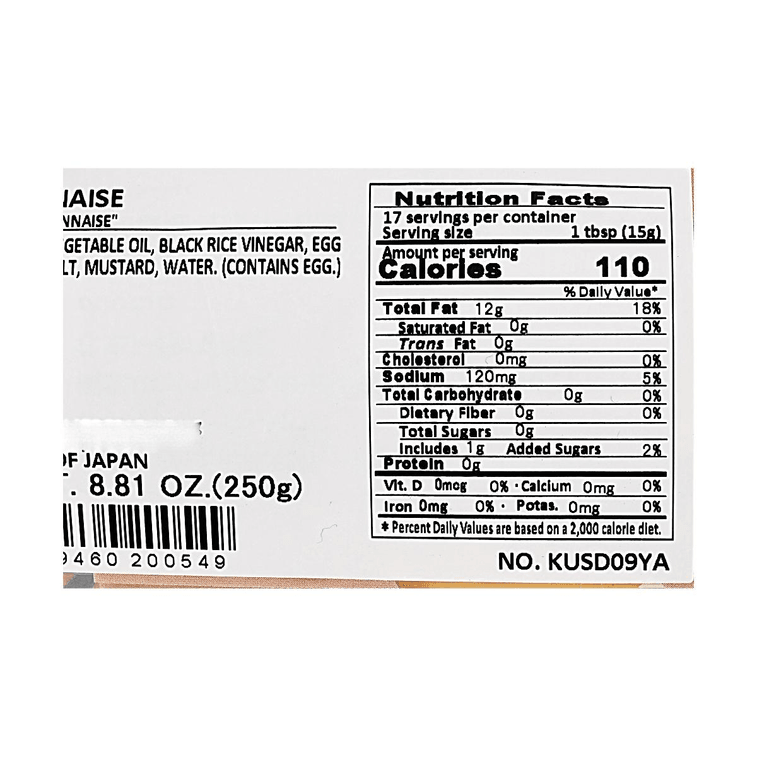 NAISE
NNAISE"
GETABLE OIL, BLACK RICE VINEGAR, EGG
LT, MUSTARD, WATER. (CONTAINS EGG.)
OF JAPAN
T. 8.81 OZ.(250g)
9460 200549
Nutrition Facts
17 servings per container
Serving size 1 tbsp (15g)
Amount per serving
Calories 110
% Daily Value*
Total Fat 12g 18%
Saturated Fat 0g 0%
Trans Fat 0g
Cholesterol 0mg 0%
Sodium 120mg 5%
Total Carbohydrate 0g 0%
Dietary Fiber 0g 0%
Total Sugars 0g
Includes 1g Added Sugars 2%
Protein 0g
Vit. D 0mcg 0% · Calcium 0mg 0%
Iron 0mg 0% · Potas. 0mg 0%
* Percent Daily Values are based on a 2,000 calorie diet.
NO. KUSD09YA